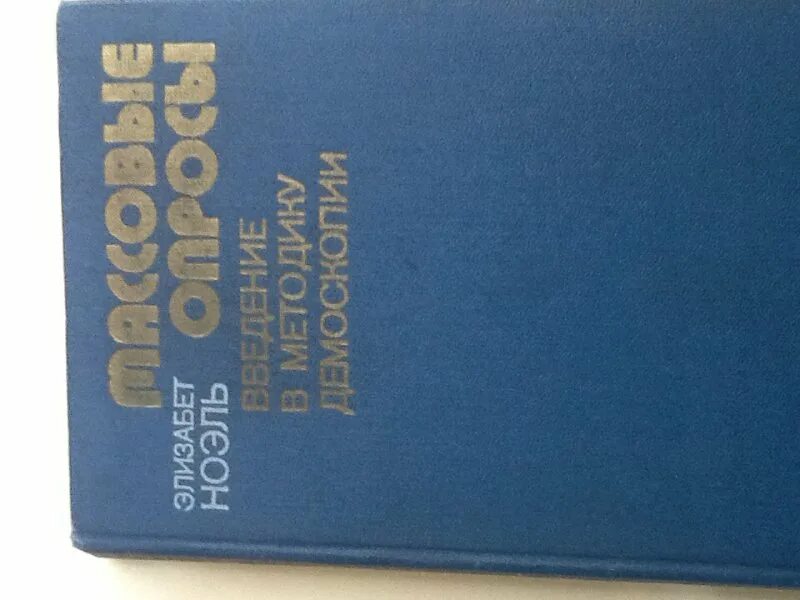 ЭЛИЗАБЕТ
НОЭЛЬ
МАССОВЫЕ
ОПРОСЫ
ВВЕДЕНИЕ
В МЕТОДИКУ
ДЕМОСКОПИИ